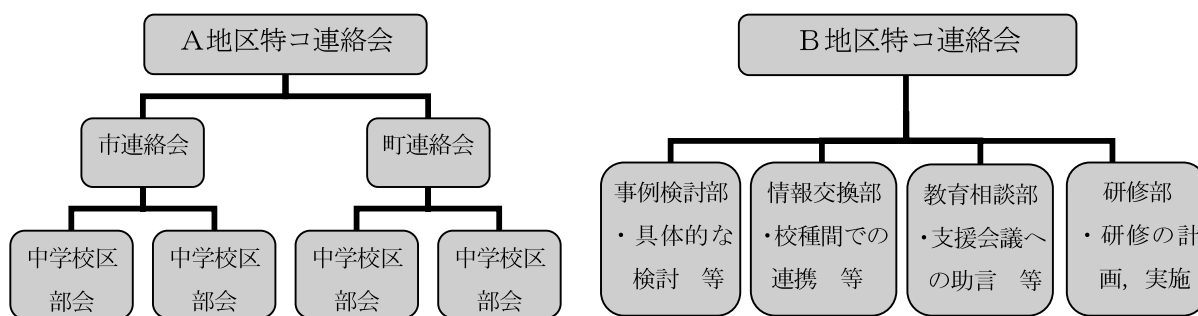 A地区特コ連絡会
市連絡会
町連絡会
中学校区
部会
中学校区
部会
中学校区
部会
中学校区
部会
B地区特コ連絡会
事例検討部
・具体的な
検討 等
情報交換部
・校種間での
連携 等
教育相談部
・支援会議へ
の助言 等
研修部
・研修の計
画,実施